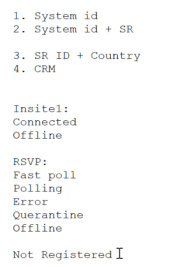 1. System id
2. System id + SR
3. SR ID + Country
4. CRM
Insitel:
Connected
Offline
RSVP:
Fast poll
Polling
Error
Querantine
Offline
Not Registered